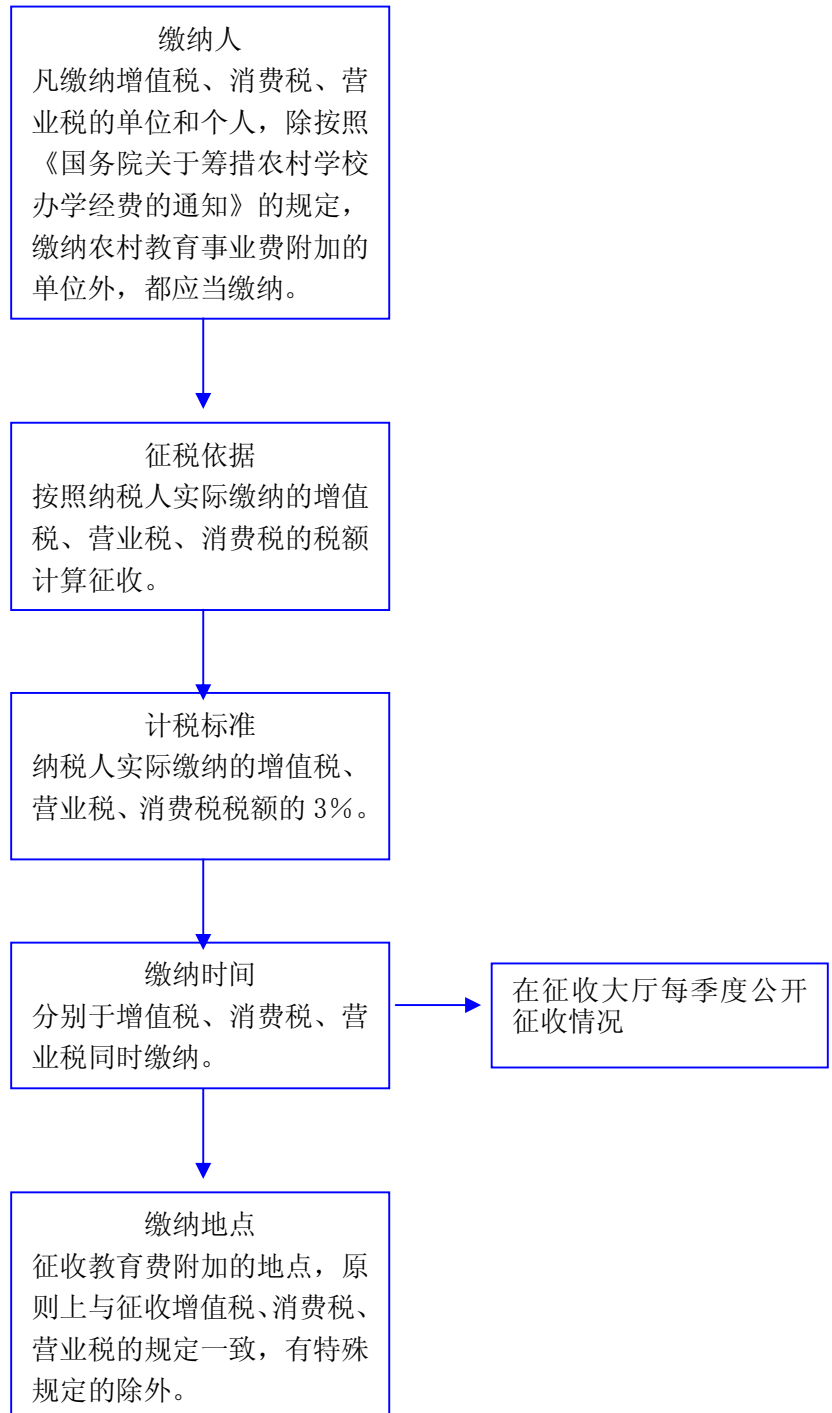 缴纳人
凡缴纳增值税、消费税、营
业税的单位和个人，除按照
《国务院关于筹措农村学校
办学经费的通知》的规定，
缴纳农村教育事业费附加的
单位外，都应当缴纳。
征税依据
按照纳税人实际缴纳的增值
税、营业税、消费税的税额
计算征收。
计税标准
纳税人实际缴纳的增值税、
营业税、消费税税额的 3%。
缴纳时间
分别于增值税、消费税、营
业税同时缴纳。
在征收大厅每季度公开
征收情况
缴纳地点
征收教育费附加的地点，原
则上与征收增值税、消费税、
营业税的规定一致，有特殊
规定的除外。